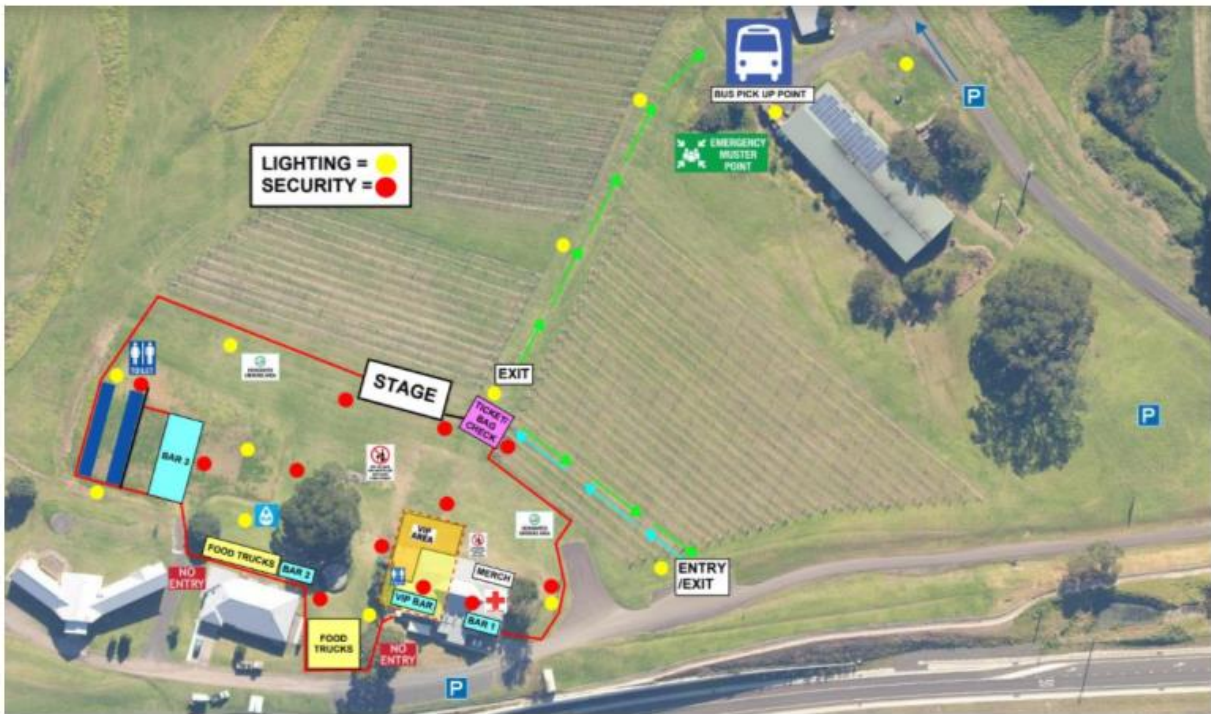 BUS PICK UP POINT
P
EMERGENCY
MUSTER
POINT
LIGHTING =
SECURITY =
TOILET
STAGE
EXIT
TICKET/
BAG
CHECK
P
BAR 3
VIP
AREA
FOOD TRUCKS
BAR 2
NO
ENTRY
MERCH
ENTRY
/EXIT
VIP BAR
BAR 1
FOOD
TRUCKS
NO
ENTRY
P